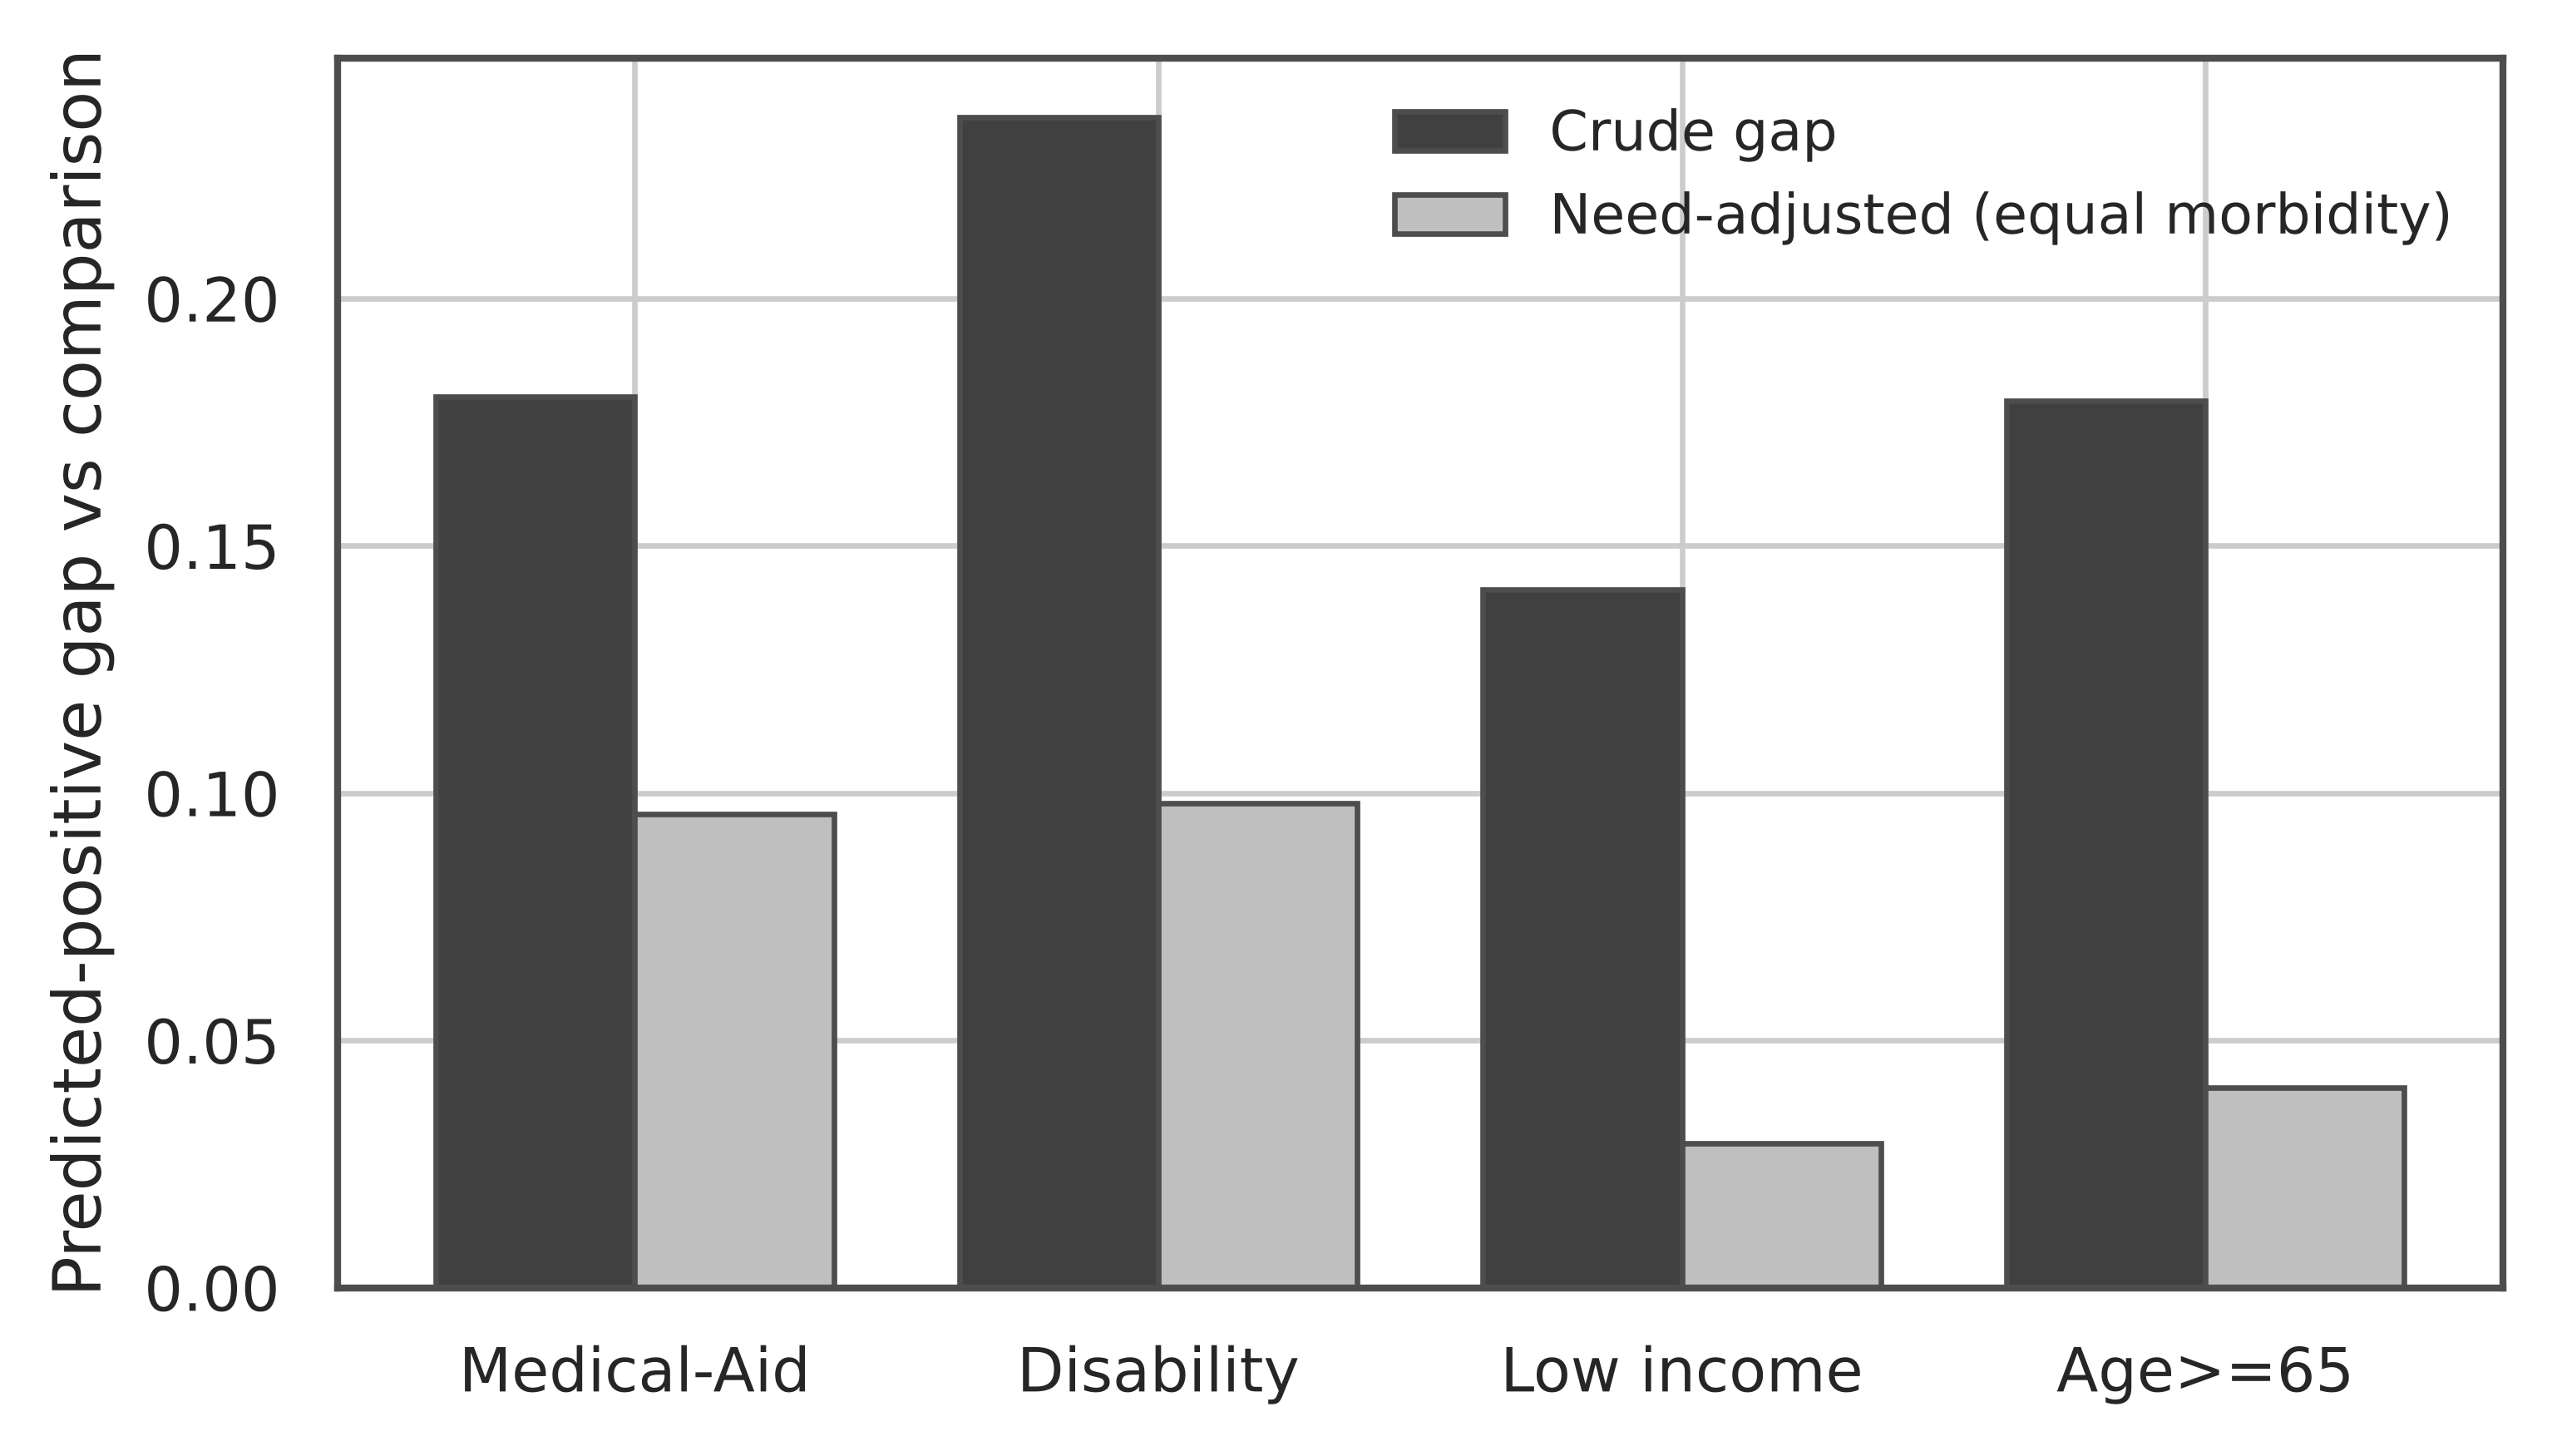 Predicted-positive gap vs comparison
Crude gap
Need-adjusted (equal morbidity)
0.20
0.15
0.10
0.05
0.00
Medical-Aid
Disability
Low income
Age>=65